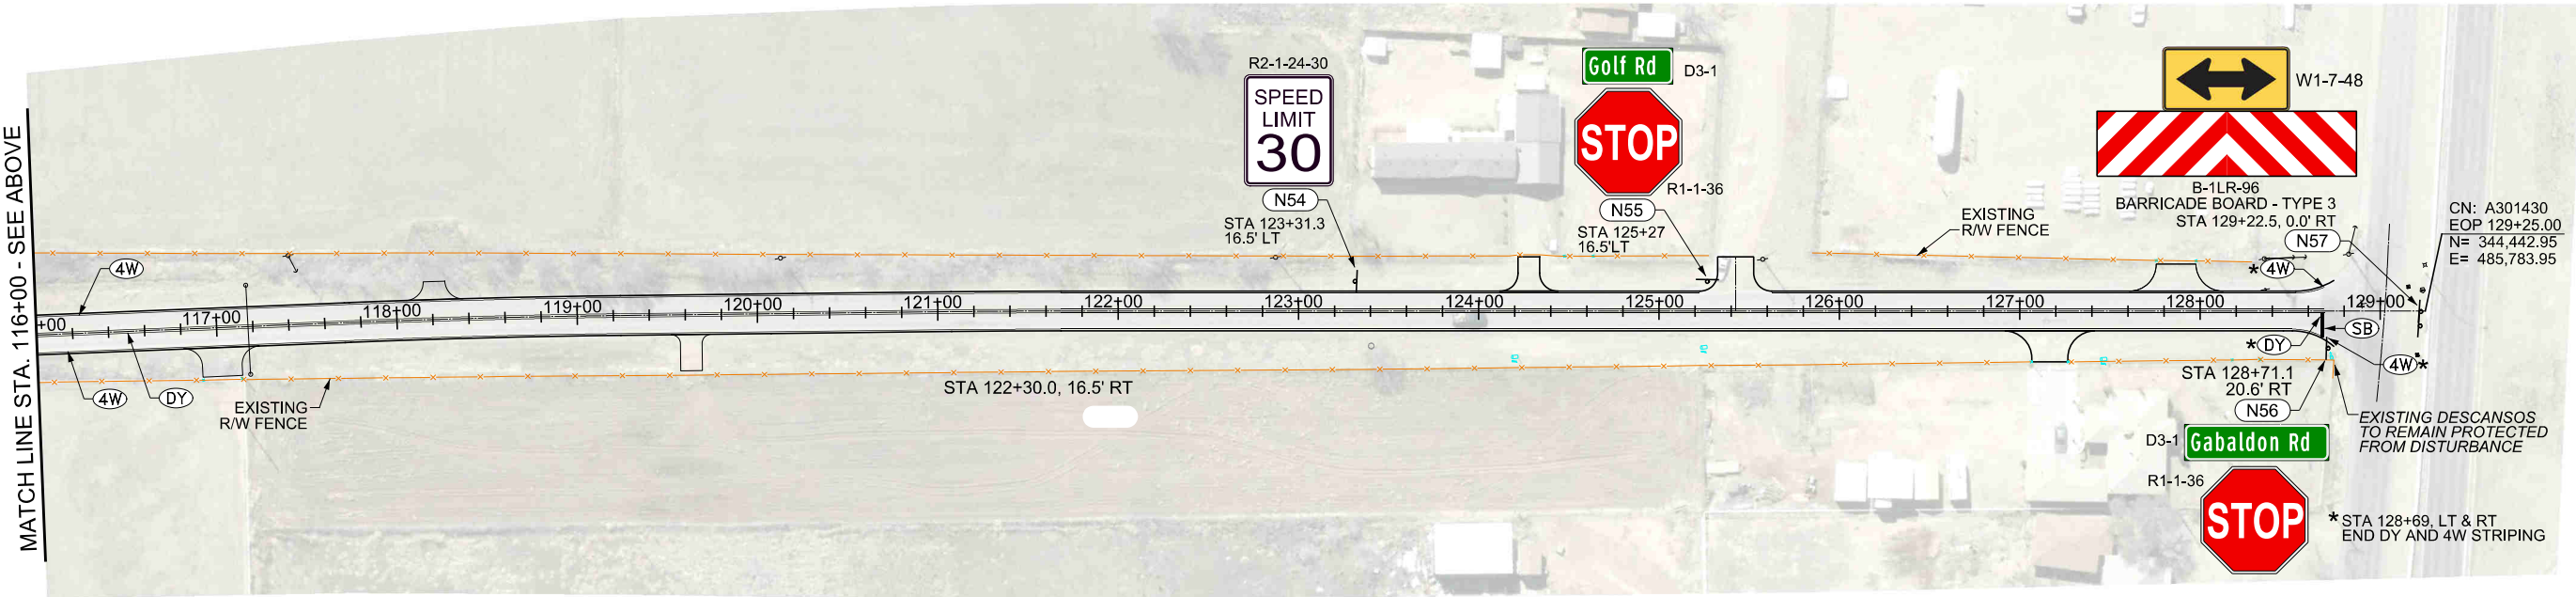 MATCH LINE STA. 116+00 - SEE ABOVE
R2-1-24-30
SPEED
LIMIT
30
N54
STA 123+31.3
16.5' LT
Golf Rd
D3-1
STOP
R1-1-36
N55
STA 125+27
16.5'LT
W1-7-48
B-1LR-96
BARRICADE BOARD - TYPE 3
STA 129+22.5, 0.0' RT
N57
CN: A301430
EOP 129+25.00
N= 344,442.95
E= 485,783.95
EXISTING
R/W FENCE
4W
* 4W
+00
117+00
118+00
119+00
120+00
121+00
122+00
123+00
124+00
125+00
126+00
127+00
128+00
129+00
SB
* DY
4W *
4W
DY
EXISTING
R/W FENCE
STA 122+30.0, 16.5' RT
STA 128+71.1
20.6' RT
N56
EXISTING DESCANSOS
TO REMAIN PROTECTED
FROM DISTURBANCE
D3-1
Gabaldon Rd
R1-1-36
STOP
* STA 128+69, LT & RT
END DY AND 4W STRIPING